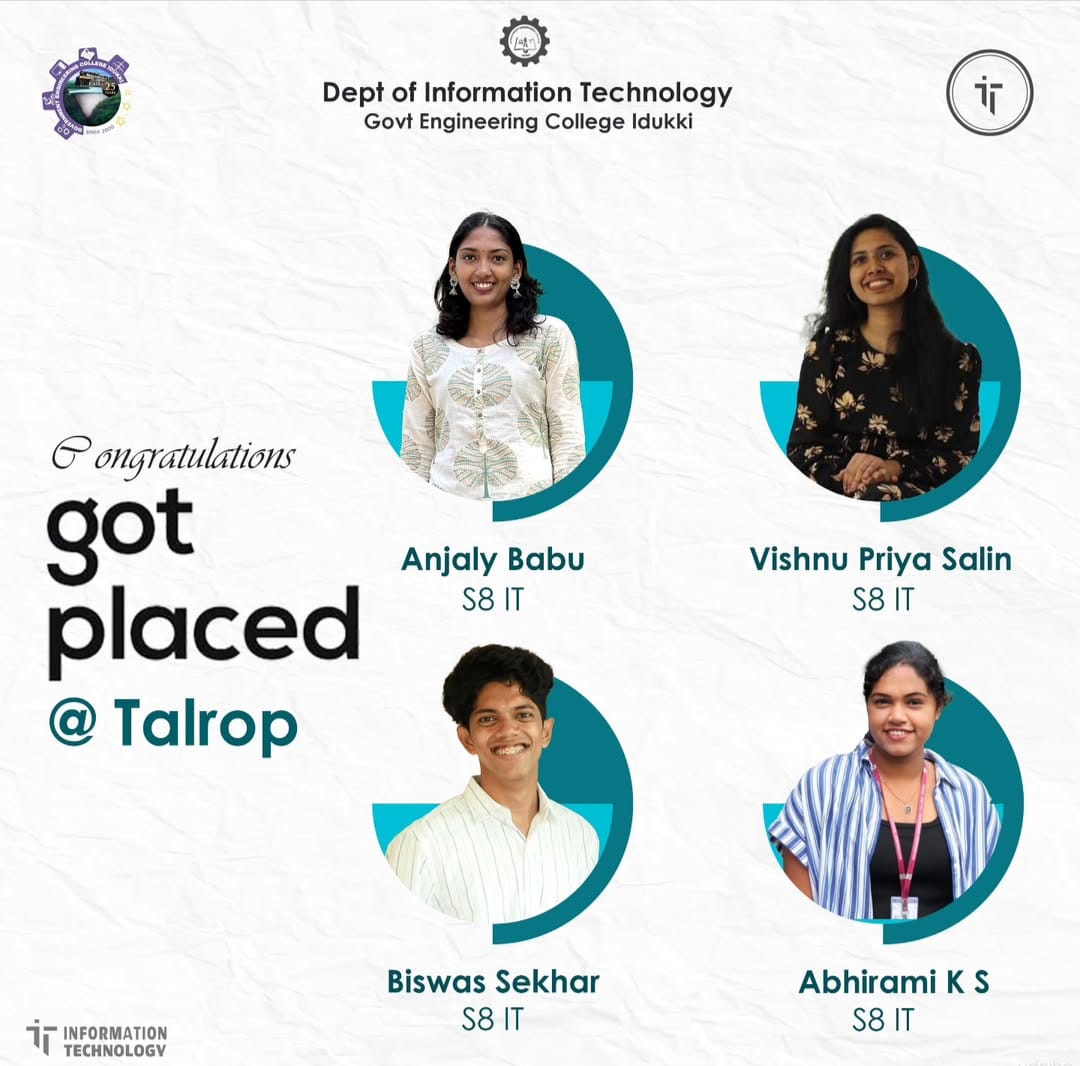 GOVERNMENT ENGINEERING COLLEGE IDUKKI
25
since 2000
Dept of Information Technology
Govt Engineering College Idukki
iT
Congratulations
got
placed
@ Talrop
Anjaly Babu
S8 IT
Vishnu Priya Salin
S8 IT
Biswas Sekhar
S8 IT
Abhirami K S
S8 IT
iT INFORMATION
TECHNOLOGY